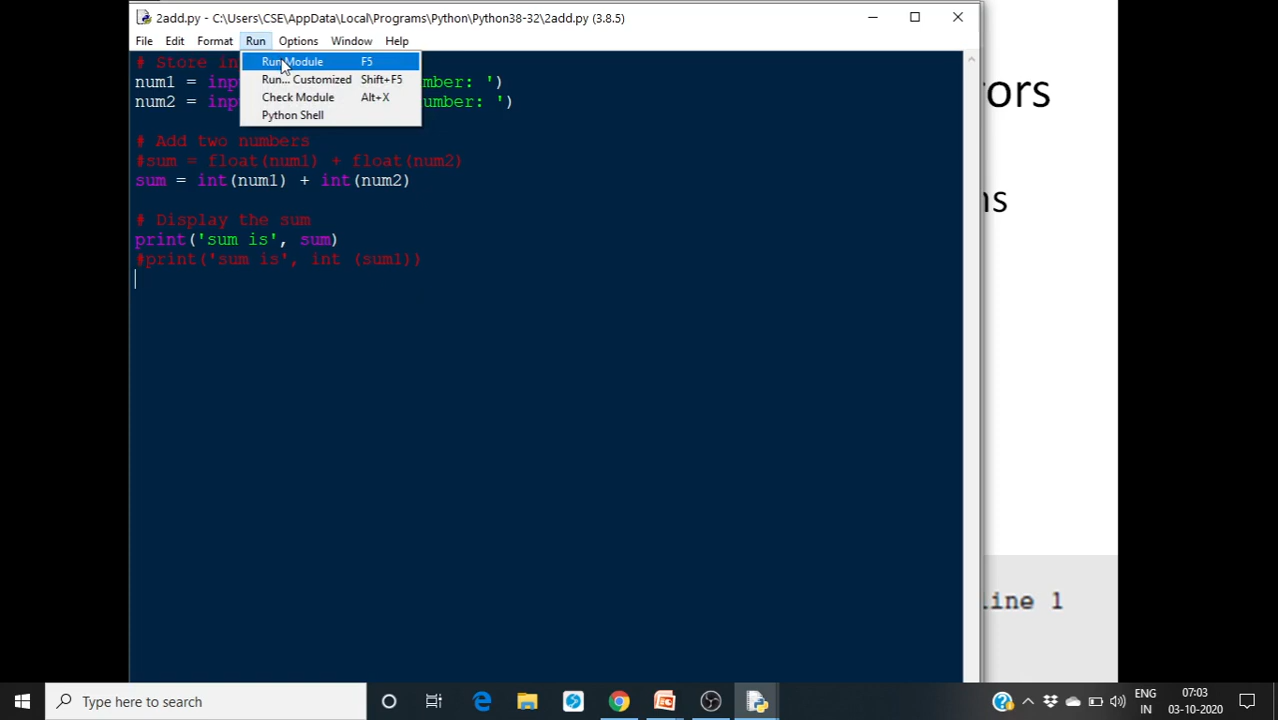 2add.py - C:\Users\CSE\AppData\Local\Programs\Python\Python38-32\2add.py (3.8.5)
File Edit Format Run Options Window Help
Run Module F5
Run... Customized Shift+F5
Check Module Alt+X
Python Shell
# Store in
num1 = inp mber: ')
num2 = inp umber: ')
# Add two numbers
#sum = float(num1) + float(num2)
sum = int(num1) + int(num2)
# Display the sum
print('sum is', sum)
#print('sum is', int (sum1))
rors
ns
line 1
Type here to search
ENG
IN
07:03
03-10-2020